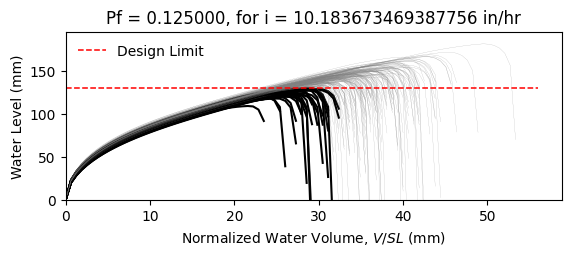 Pf = 0.125000, for i = 10.183673469387756 in/hr
Design Limit
Water Level (mm)
150
100
50
0
0 10 20 30 40 50
Normalized Water Volume, V/SL (mm)